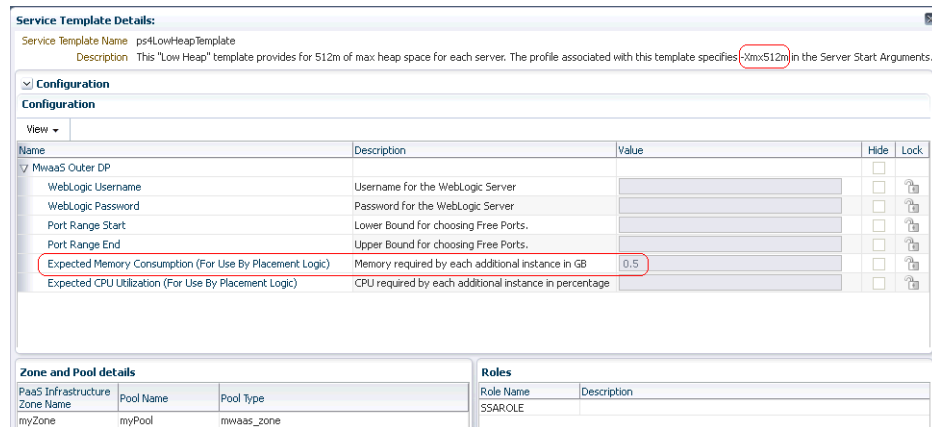 Service Template Details:
Service Template Name ps4LowHeapTemplate
Description This "Low Heap" template provides for 512m of max heap space for each server. The profile associated with this template specifies -Xmx512m in the Server Start Arguments.
Configuration
Configuration
View
Name Description Value Hide Lock
MwaaS Outer DP
WebLogic Username Username for the WebLogic Server
WebLogic Password Password for the WebLogic Server
Port Range Start Lower Bound for choosing Free Ports.
Port Range End Upper Bound for choosing Free Ports.
Expected Memory Consumption (For Use By Placement Logic) Memory required by each additional instance in GB 0.5
Expected CPU Utilization (For Use By Placement Logic) CPU required by each additional instance in percentage
Zone and Pool details
PaaS Infrastructure
Zone Name Pool Name Pool Type
myZone myPool mwaas_zone
Roles
Role Name Description
SSAROLE